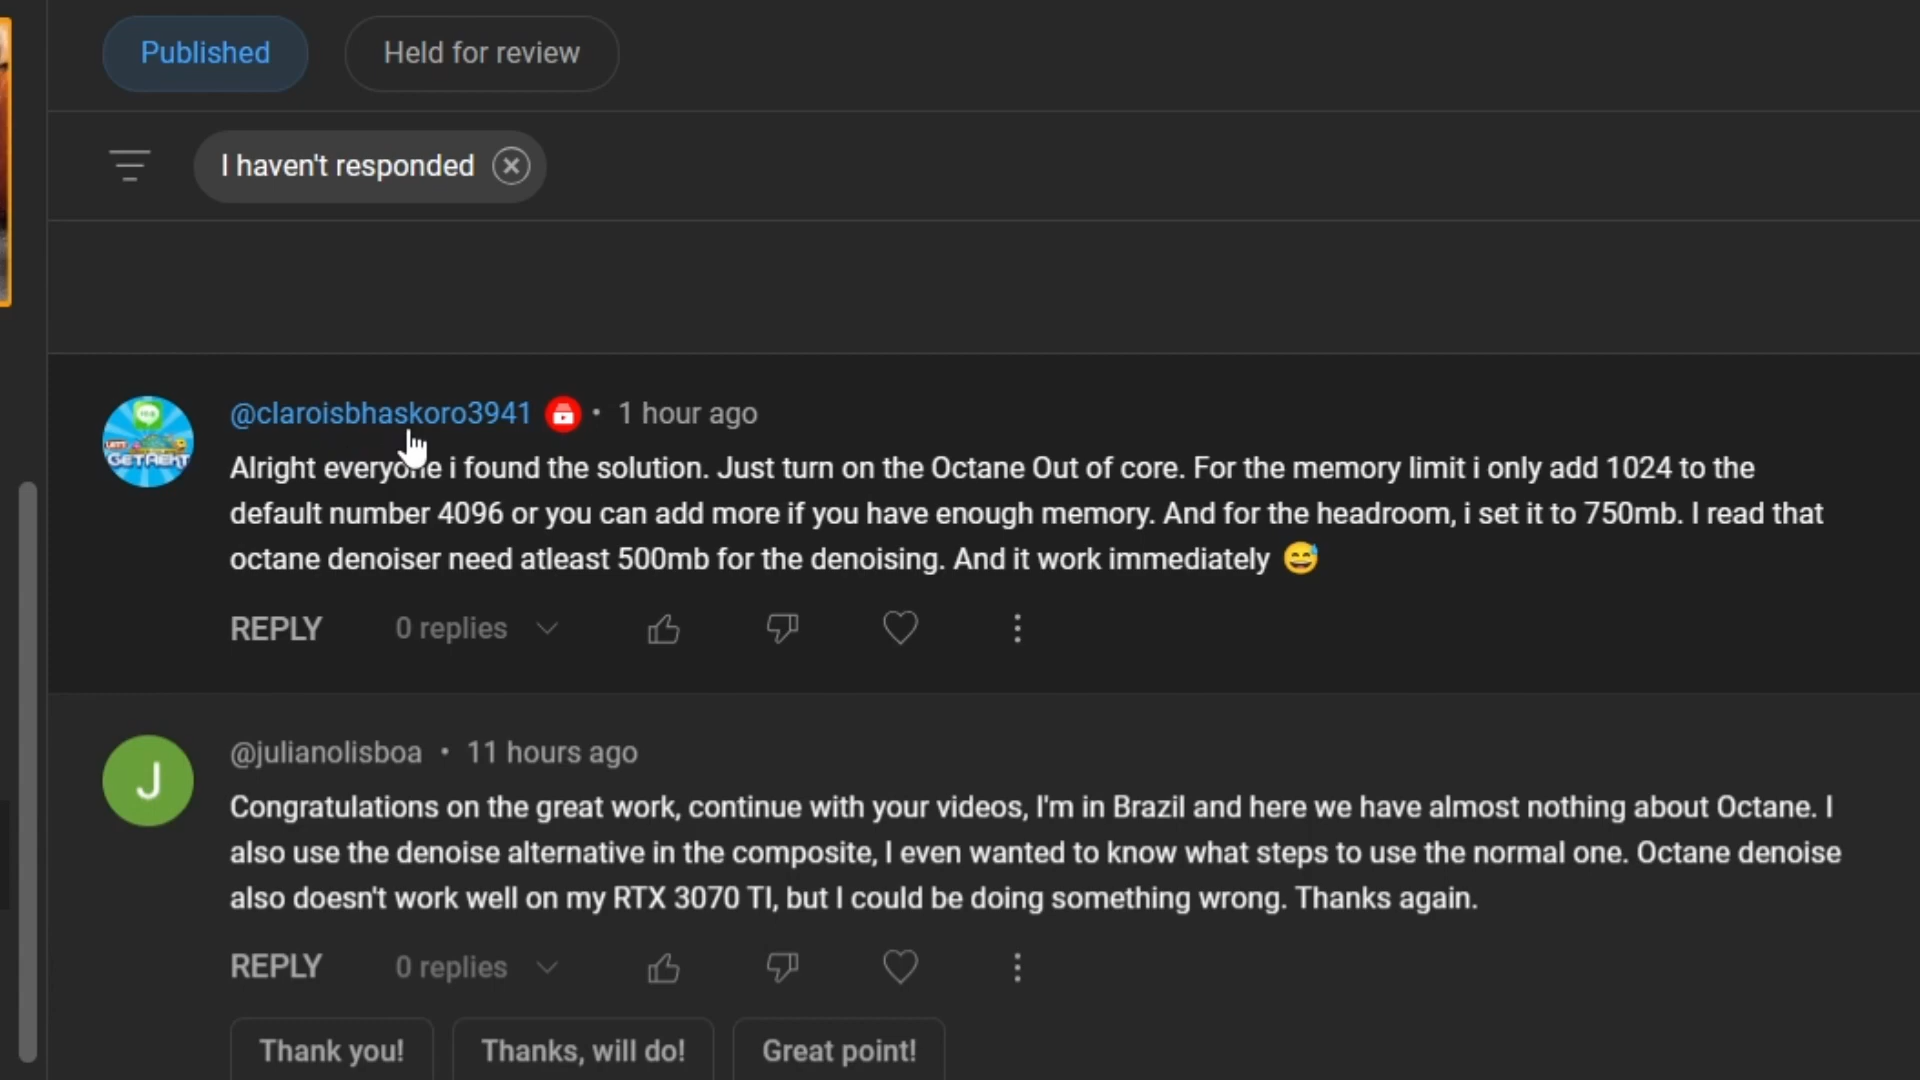 Published
Held for review
I haven't responded
@claroisbhaskoro3941 • 1 hour ago
Alright everyone i found the solution. Just turn on the Octane Out of core. For the memory limit i only add 1024 to the
default number 4096 or you can add more if you have enough memory. And for the headroom, i set it to 750mb. I read that
octane denoiser need atleast 500mb for the denoising. And it work immediately 😅
REPLY
0 replies
@julianolisboa • 11 hours ago
J
Congratulations on the great work, continue with your videos, I'm in Brazil and here we have almost nothing about Octane. I
also use the denoise alternative in the composite, I even wanted to know what steps to use the normal one. Octane denoise
also doesn't work well on my RTX 3070 TI, but I could be doing something wrong. Thanks again.
REPLY
0 replies
Thank you!
Thanks, will do!
Great point!